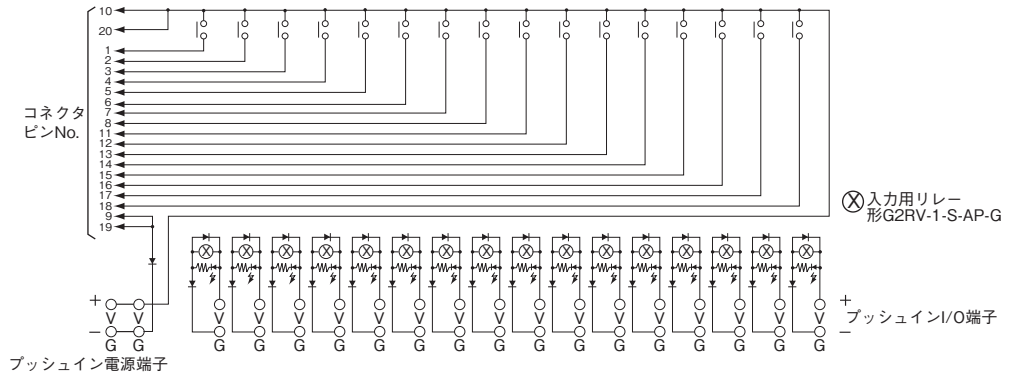 10
20
1
2
3
4
5
6
7
8
11
12
13
14
15
16
17
18
9
19
コネクタ
ピンNo.
X 入力用リレー
形G2RV-1-S-AP-G
X X X X X X X X X X X X X X X X
+ +
V V V V V V V V V V V V V V V V V V
プッシュインI/O端子
− −
G G G G G G G G G G G G G G G G G G
プッシュイン電源端子